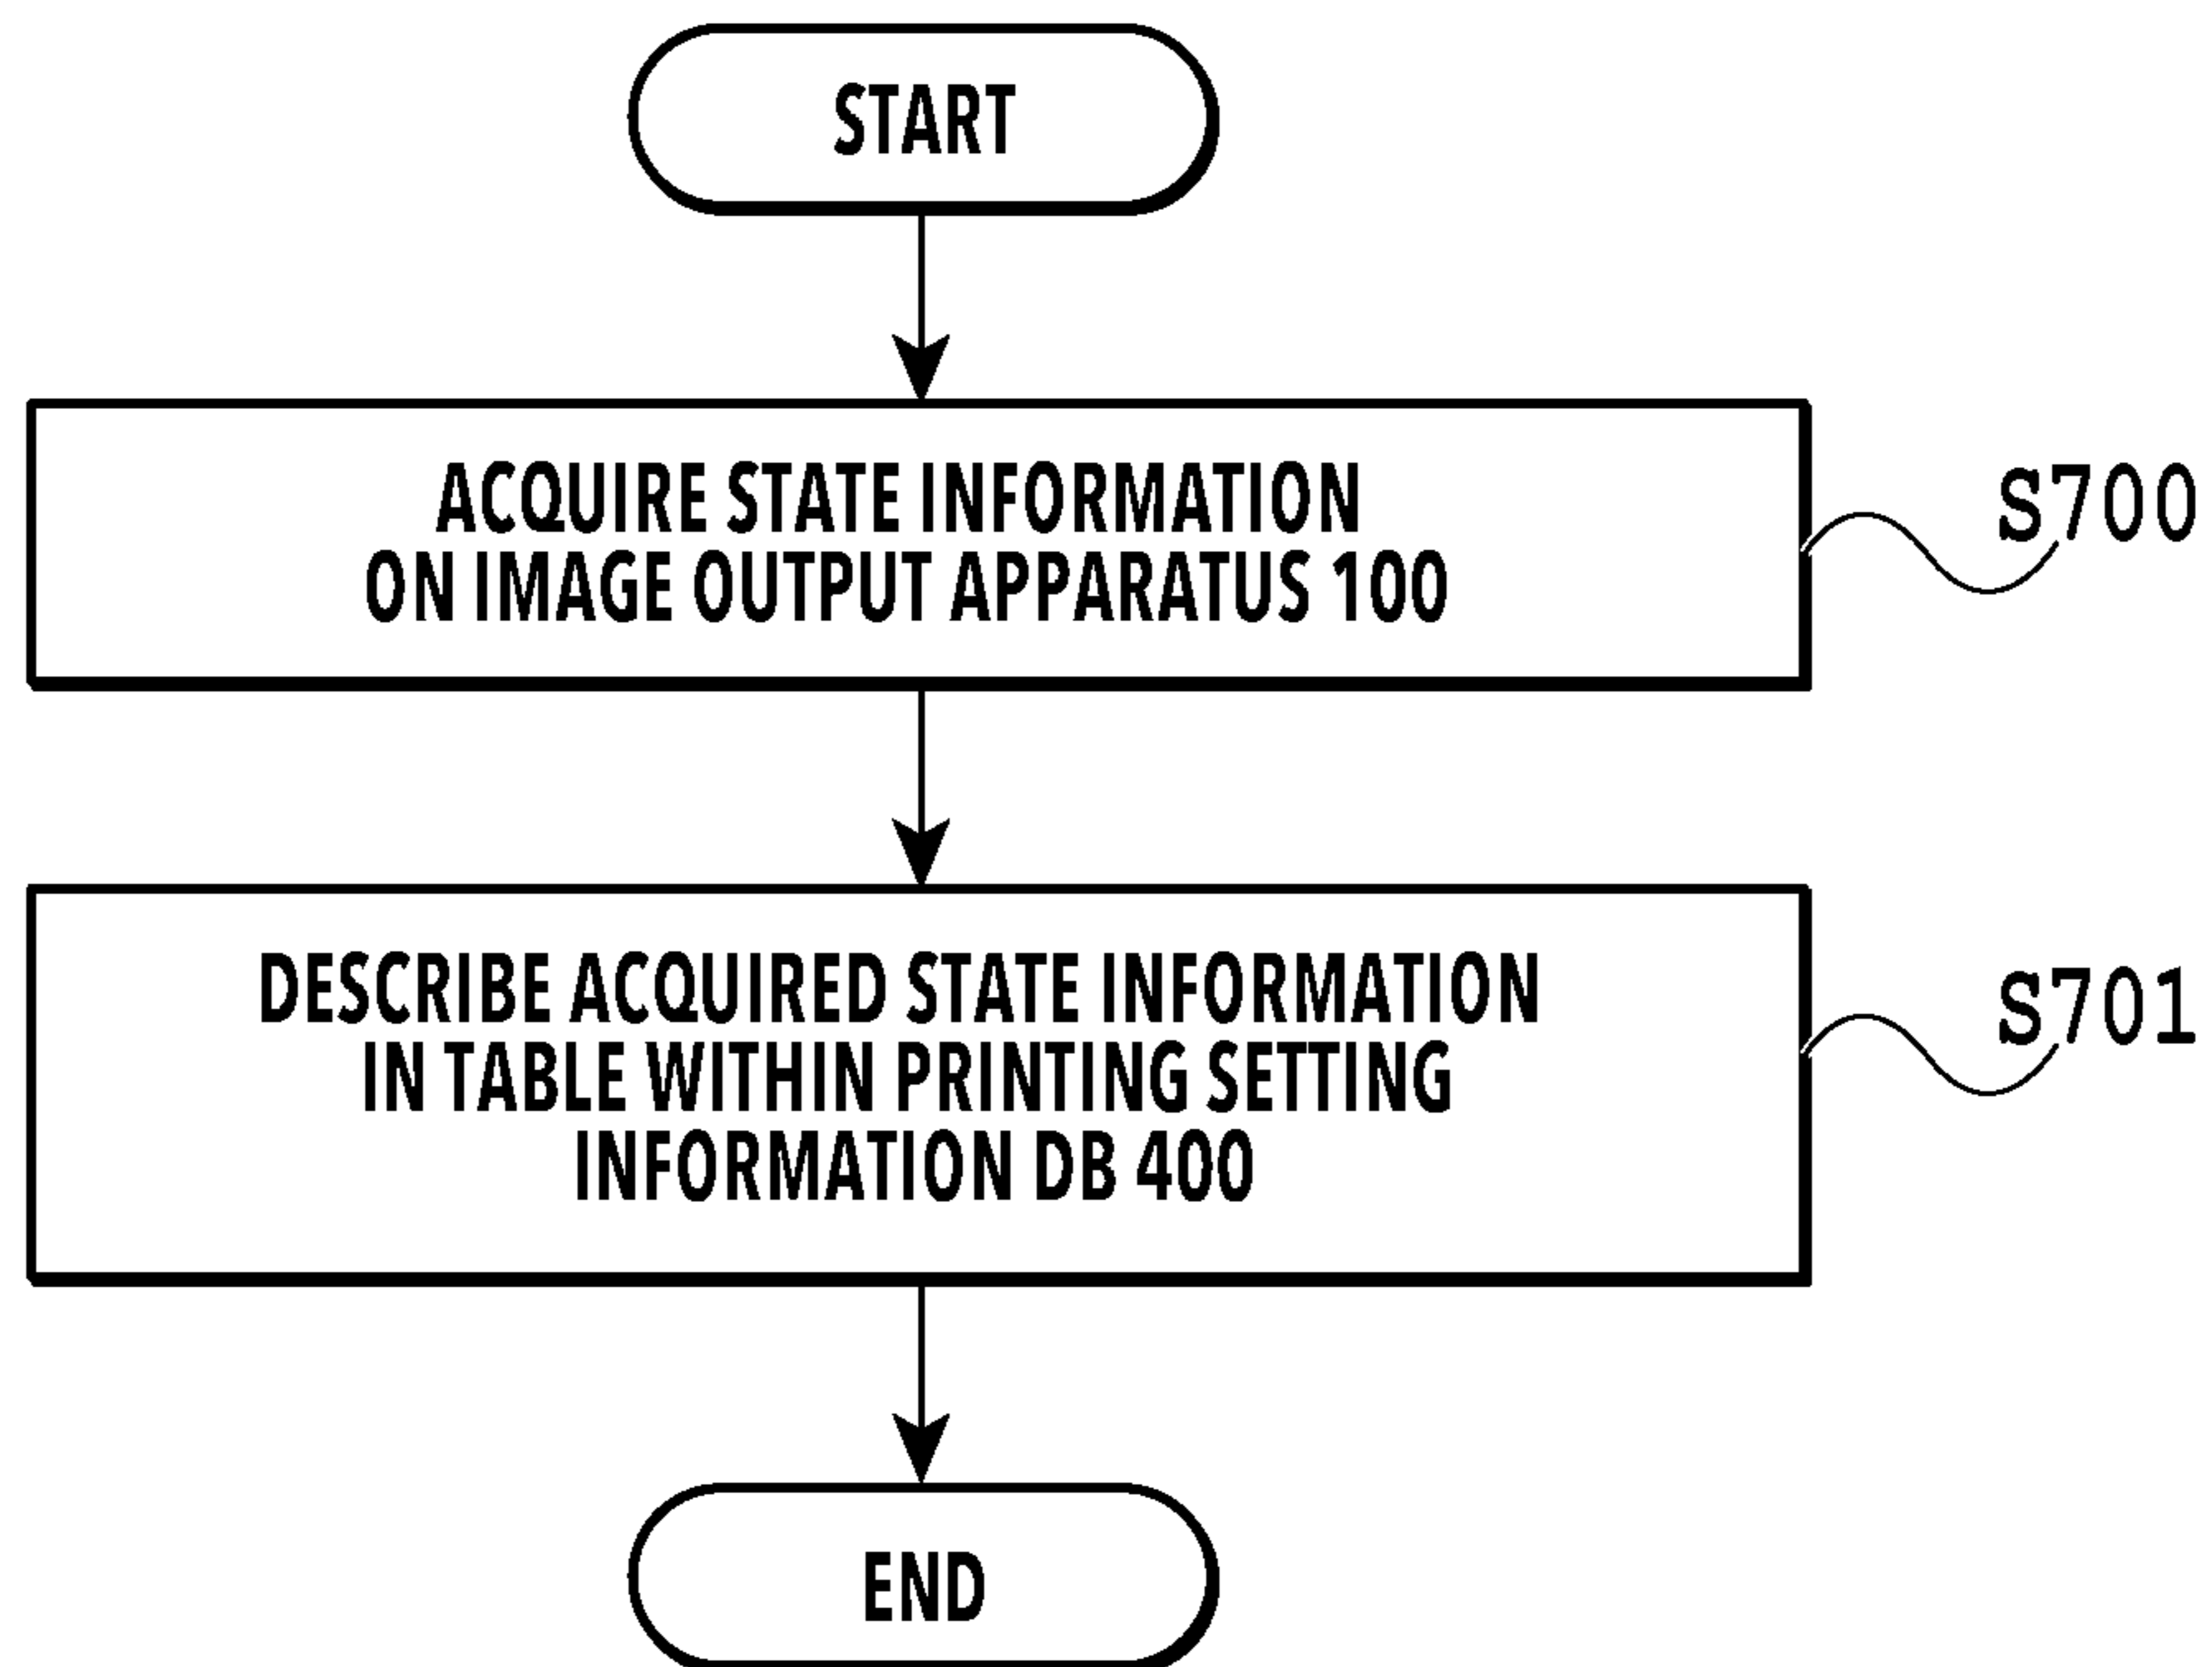 START
ACQUIRE STATE INFORMATION
ON IMAGE OUTPUT APPARATUS 100
S700
DESCRIBE ACQUIRED STATE INFORMATION
IN TABLE WITHIN PRINTING SETTING
INFORMATION DB 400
S701
END